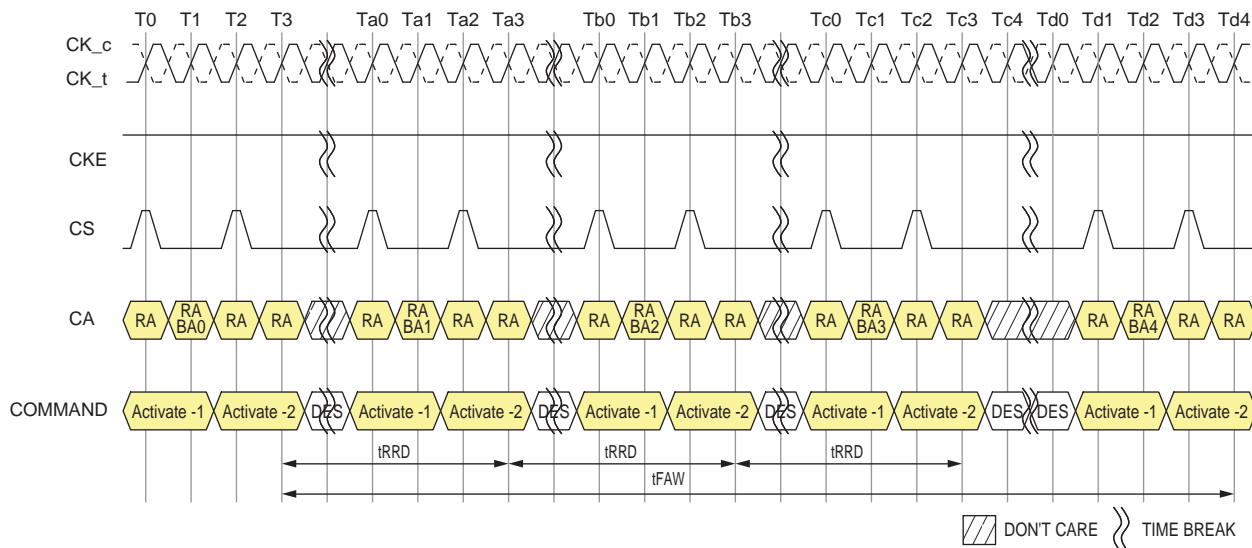 T0 T1 T2 T3 Ta0 Ta1 Ta2 Ta3 Tb0 Tb1 Tb2 Tb3 Tc0 Tc1 Tc2 Tc3 Tc4 Td0 Td1 Td2 Td3 Td4
CK_c
CK_t
CKE
CS
CA RA RA BA0 RA RA RA RA BA1 RA RA RA RA BA2 RA RA RA RA BA3 RA RA RA RA BA4 RA RA
COMMAND Activate -1 Activate -2 DES Activate -1 Activate -2 DES Activate -1 Activate -2 DES Activate -1 Activate -2 DES DES Activate -1 Activate -2
tRRD tRRD tRRD
tFAW
DON'T CARE TIME BREAK